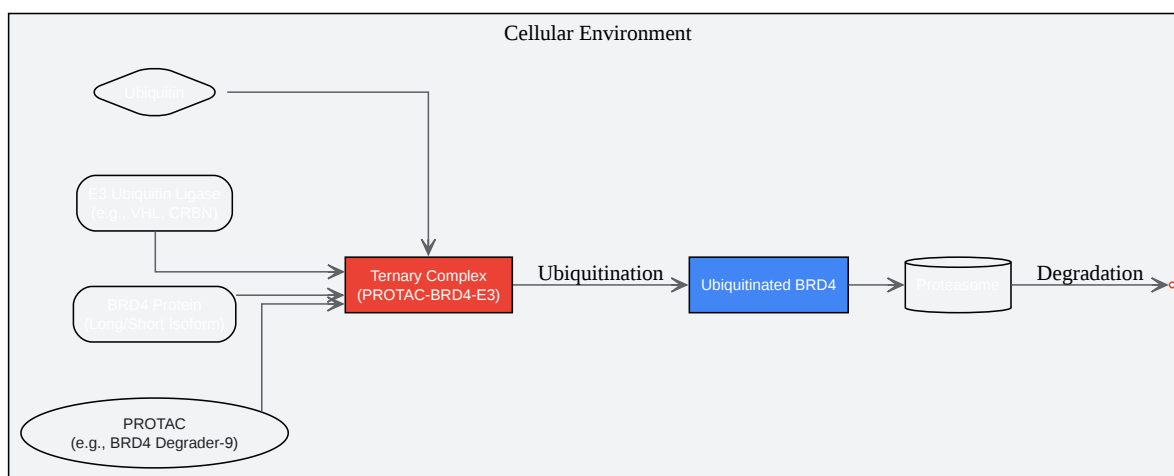 Cellular Environment
Ubiquitin
E3 Ubiquitin Ligase
(e.g., VHL, CRBN)
BRD4 Protein
(Long/Short isoform)
PROTAC
(e.g., BRD4 Degrader-9)
Ternary Complex
(PROTAC-BRD4-E3)
Ubiquitination
Ubiquitinated BRD4
Proteasome
Degradation